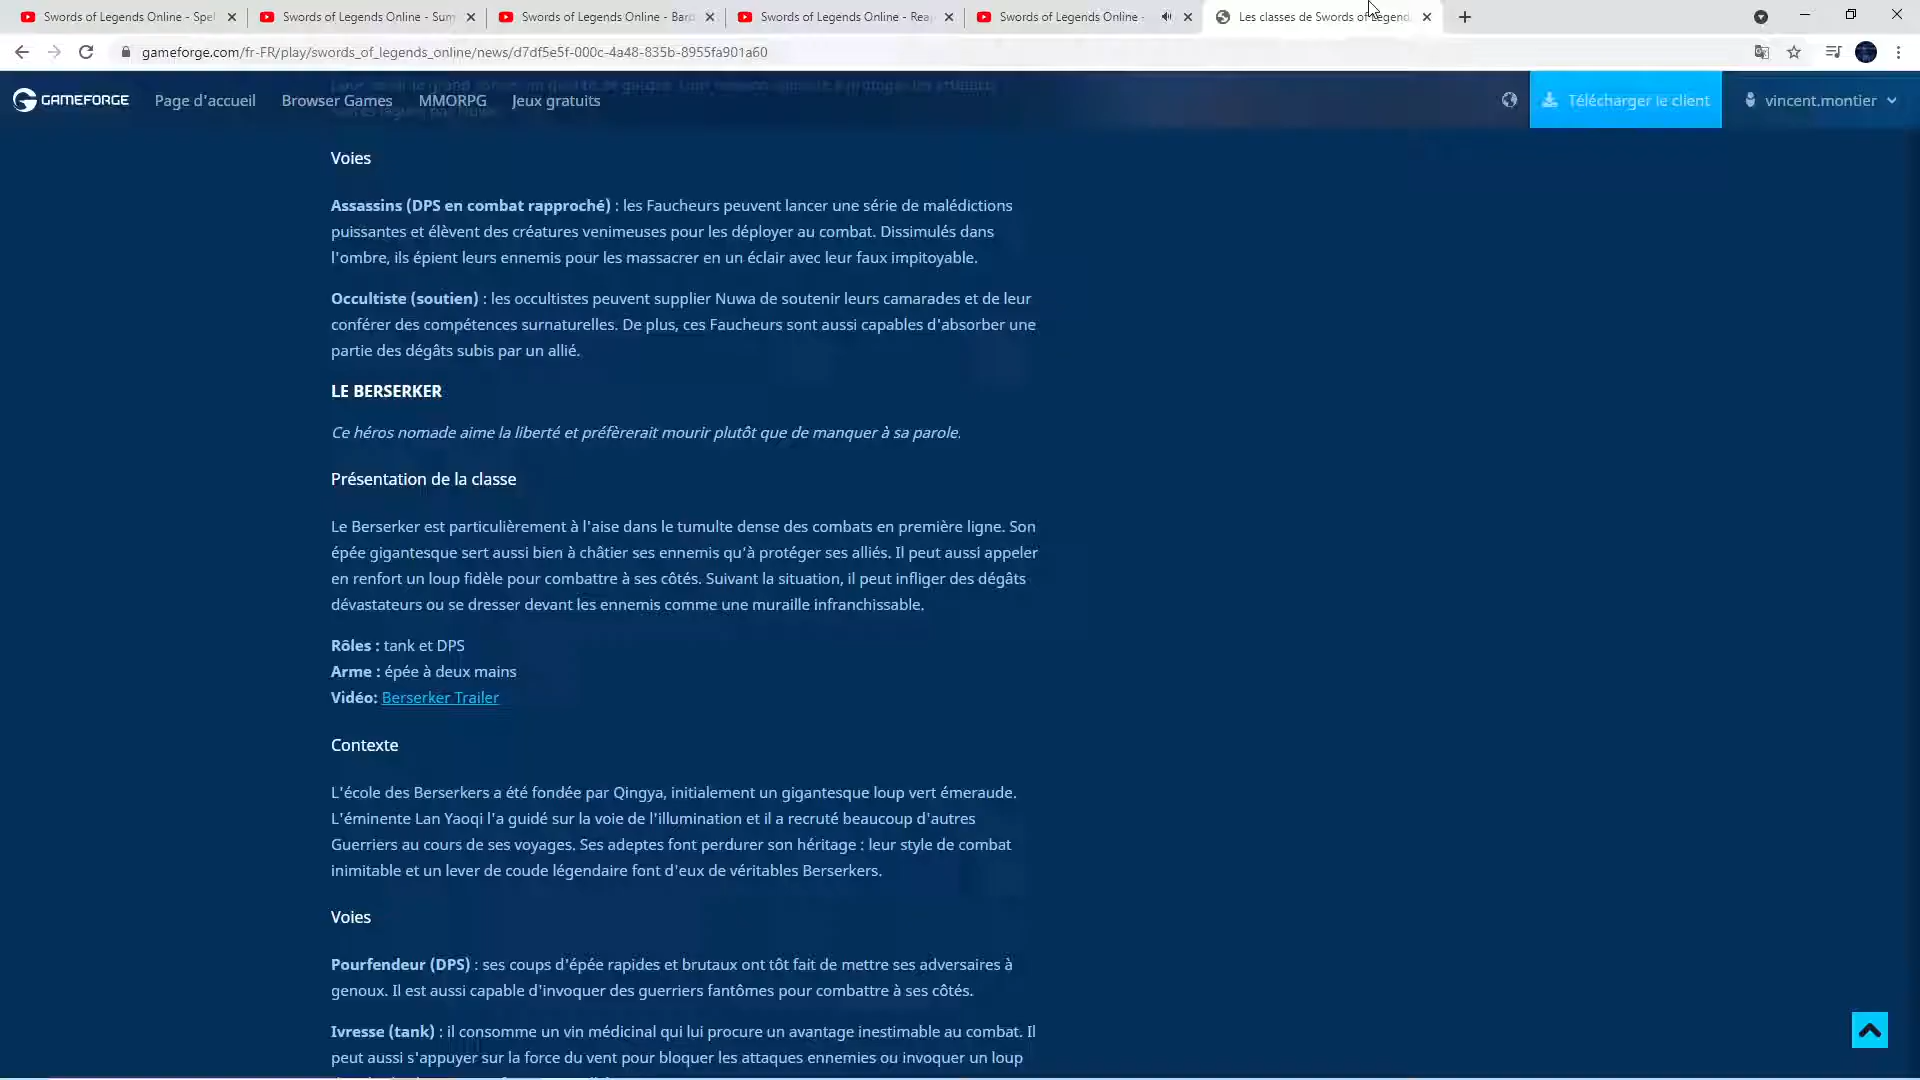 Swords of Legends Online - Spel
Swords of Legends Online - Sum
Swords of Legends Online - Bard
Swords of Legends Online - Rea
Swords of Legends Online -
Les classes de Swords of Legend
gameforge.com/fr-FR/play/swords_of_legends_online/news/d7df5e5f-000c-4a48-835b-8955fa901a60
GAMEFORGE
Page d'accueil
Browser Games
MMORPG
Jeux gratuits
Télécharger le client
vincent.montier
Voies
Assassins (DPS en combat rapproché) : les Faucheurs peuvent lancer une série de malédictions
puissantes et élèvent des créatures venimeuses pour les déployer au combat. Dissimulés dans
l'ombre, ils épient leurs ennemis pour les massacrer en un éclair avec leur faux impitoyable.
Occultiste (soutien) : les occultistes peuvent supplier Nuwa de soutenir leurs camarades et de leur
conférer des compétences surnaturelles. De plus, ces Faucheurs sont aussi capables d'absorber une
partie des dégâts subis par un allié.
LE BERSERKER
Ce héros nomade aime la liberté et préfèrerait mourir plutôt que de manquer à sa parole.
Présentation de la classe
Le Berserker est particulièrement à l'aise dans le tumulte dense des combats en première ligne. Son
épée gigantesque sert aussi bien à châtier ses ennemis qu'à protéger ses alliés. Il peut aussi appeler
en renfort un loup fidèle pour combattre à ses côtés. Suivant la situation, il peut infliger des dégâts
dévastateurs ou se dresser devant les ennemis comme une muraille infranchissable.
Rôles : tank et DPS
Arme : épée à deux mains
Vidéo: Berserker Trailer
Contexte
L'école des Berserkers a été fondée par Qingya, initialement un gigantesque loup vert émeraude.
L'éminente Lan Yaoqi l'a guidé sur la voie de l'illumination et il a recruté beaucoup d'autres
Guerriers au cours de ses voyages. Ses adeptes font perdurer son héritage : leur style de combat
inimitable et un lever de coude légendaire font d'eux de véritables Berserkers.
Voies
Pourfendeur (DPS) : ses coups d'épée rapides et brutaux ont tôt fait de mettre ses adversaires à
genoux. Il est aussi capable d'invoquer des guerriers fantômes pour combattre à ses côtés.
Ivresse (tank) : il consomme un vin médicinal qui lui procure un avantage inestimable au combat. Il
peut aussi s'appuyer sur la force du vent pour bloquer les attaques ennemies ou invoquer un loup